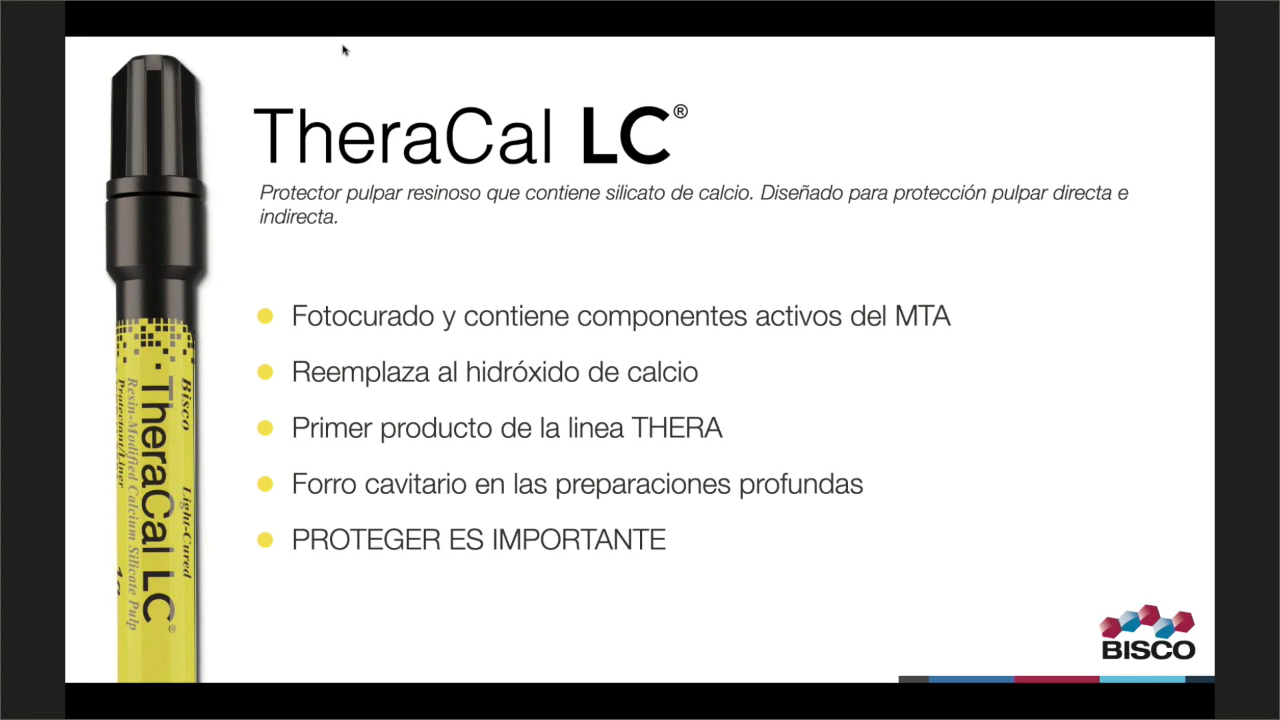 TheraCal LC®
Protector pulpar resinoso que contiene silicato de calcio. Diseñado para protección pulpar directa e
indirecta.
Fotocurado y contiene componentes activos del MTA
Reemplaza al hidróxido de calcio
Primer producto de la linea THERA
Forro cavitario en las preparaciones profundas
PROTEGER ES IMPORTANTE
Bisco Light-Cured
TheraCal LC®
Resin-Modified Calcium Silicate Pulp
Protectant/Liner
BISCO